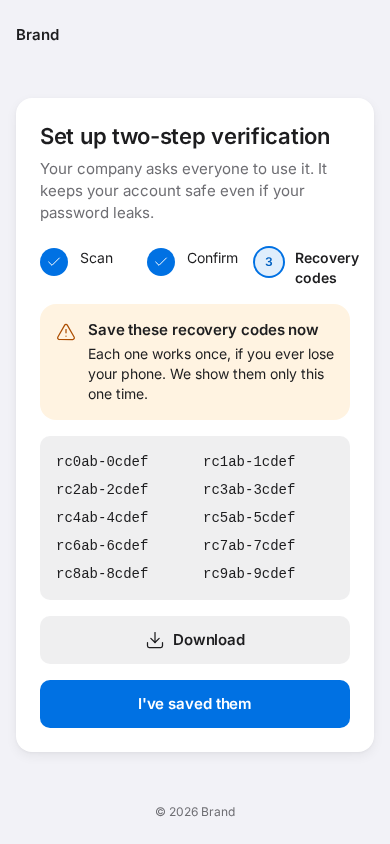 Brand
Set up two-step verification
Your company asks everyone to use it. It
keeps your account safe even if your
password leaks.
Scan
Confirm
3
Recovery
codes
Save these recovery codes now
Each one works once, if you ever lose
your phone. We show them only this
one time.
rc0ab-0cdef rc1ab-1cdef
rc2ab-2cdef rc3ab-3cdef
rc4ab-4cdef rc5ab-5cdef
rc6ab-6cdef rc7ab-7cdef
rc8ab-8cdef rc9ab-9cdef
Download
I've saved them
© 2026 Brand